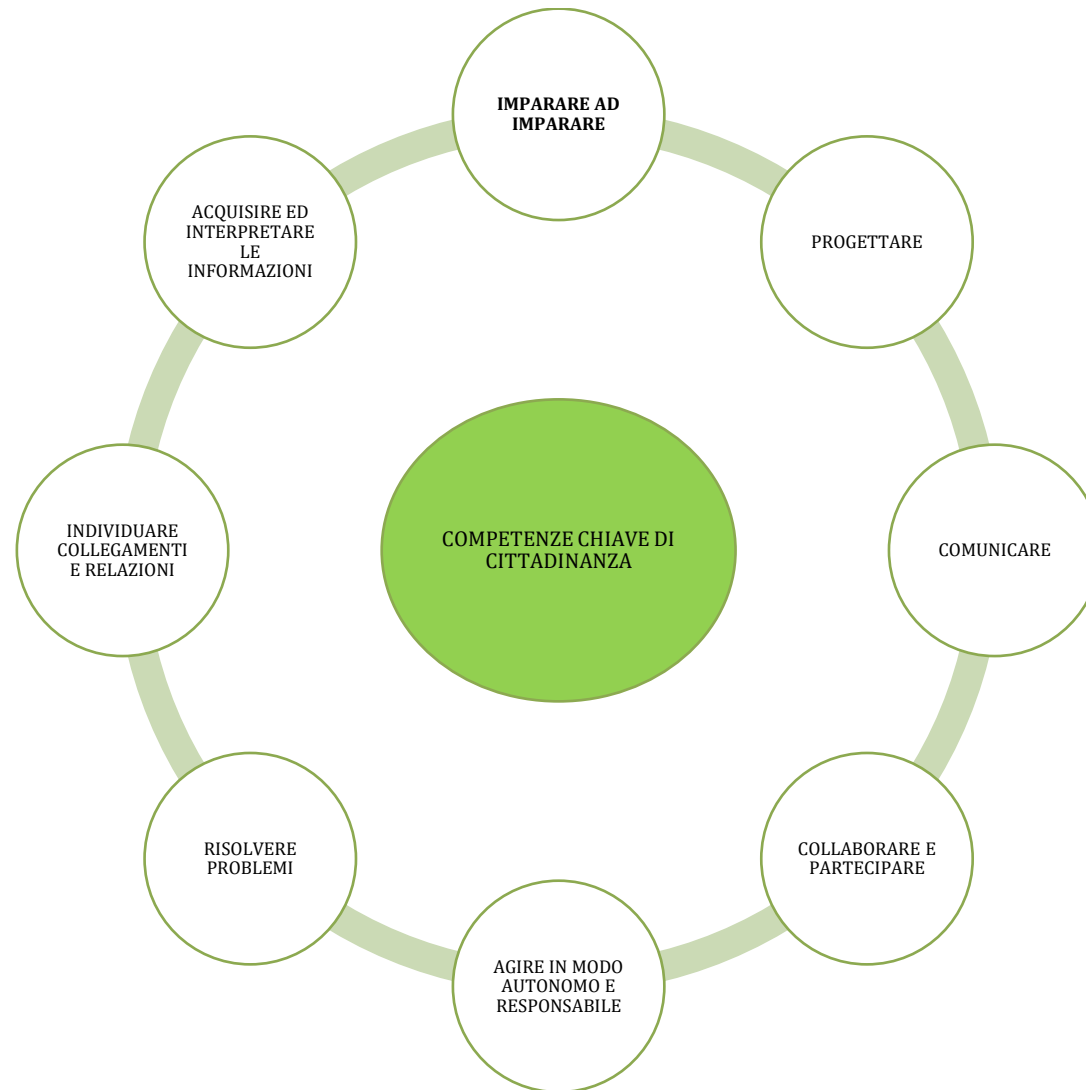 IMPARARE AD
IMPARARE
PROGETTARE
COMUNICARE
COLLABORARE E
PARTECIPARE
AGIRE IN MODO
AUTONOMO E
RESPONSABILE
RISOLVERE
PROBLEMI
INDIVIDUARE
COLLEGAMENTI
E RELAZIONI
ACQUISIRE ED
INTERPRETARE
LE
INFORMAZIONI
COMPETENZE CHIAVE DI
CITTADINANZA